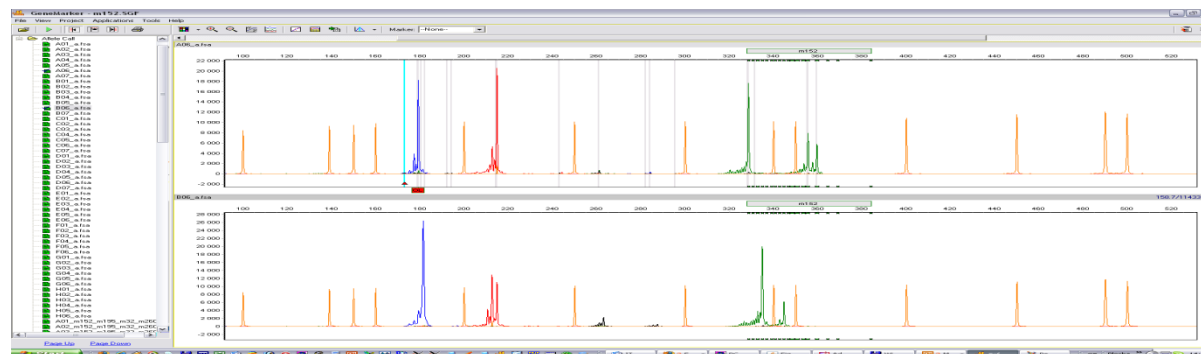 GeneMarker - m152.SGF
File View Project Applications Tools Help
Marker: --None--
Allele Call
A01_a.fsa
A02_a.fsa
A03_a.fsa
A04_a.fsa
A05_a.fsa
A06_a.fsa
A07_a.fsa
B01_a.fsa
B02_a.fsa
B03_a.fsa
B04_a.fsa
B05_a.fsa
B06_a.fsa
B07_a.fsa
C01_a.fsa
C02_a.fsa
C03_a.fsa
C04_a.fsa
C05_a.fsa
C06_a.fsa
C07_a.fsa
D01_a.fsa
D02_a.fsa
D03_a.fsa
D04_a.fsa
D05_a.fsa
D06_a.fsa
D07_a.fsa
E01_a.fsa
E02_a.fsa
E03_a.fsa
E04_a.fsa
E05_a.fsa
E06_a.fsa
F01_a.fsa
F02_a.fsa
F03_a.fsa
F04_a.fsa
F05_a.fsa
F06_a.fsa
G01_a.fsa
G02_a.fsa
G03_a.fsa
G04_a.fsa
G05_a.fsa
G06_a.fsa
H01_a.fsa
H02_a.fsa
H03_a.fsa
H04_a.fsa
H05_a.fsa
H06_a.fsa
A01_m152_m195_m32_m260
A02_m152_m195_m32_m260
Page Up Page Down
A06_a.fsa
m152
100 120 140 160 180 200 220 240 260 280 300 320 340 360 380 400 420 440 460 480 500 520
22 000
20 000
18 000
16 000
14 000
12 000
10 000
8 000
6 000
4 000
2 000
0
-2 000
B06_a.fsa
158.7/11433
m152
100 120 140 160 180 200 220 240 260 280 300 320 340 360 380 400 420 440 460 480 500 520
28 000
26 000
24 000
22 000
20 000
18 000
16 000
14 000
12 000
10 000
8 000
6 000
4 000
2 000
0
-2 000